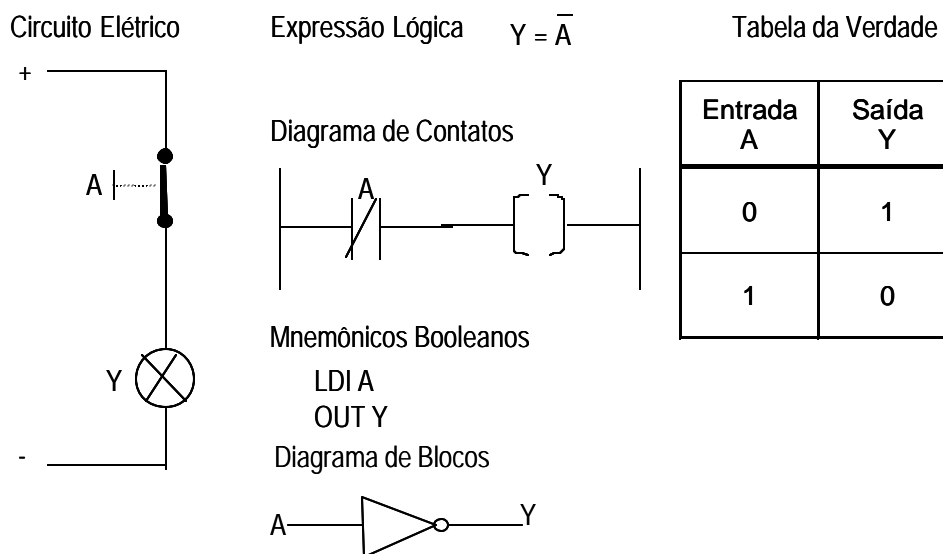 Circuito Elétrico
+
A
Y
-
Expressão Lógica Y = A̅
Diagrama de Contatos
A
Y
Mnemônicos Booleanos
LDI A
OUT Y
Diagrama de Blocos
A Y
Tabela da Verdade
Entrada Saída
A Y
0 1
1 0